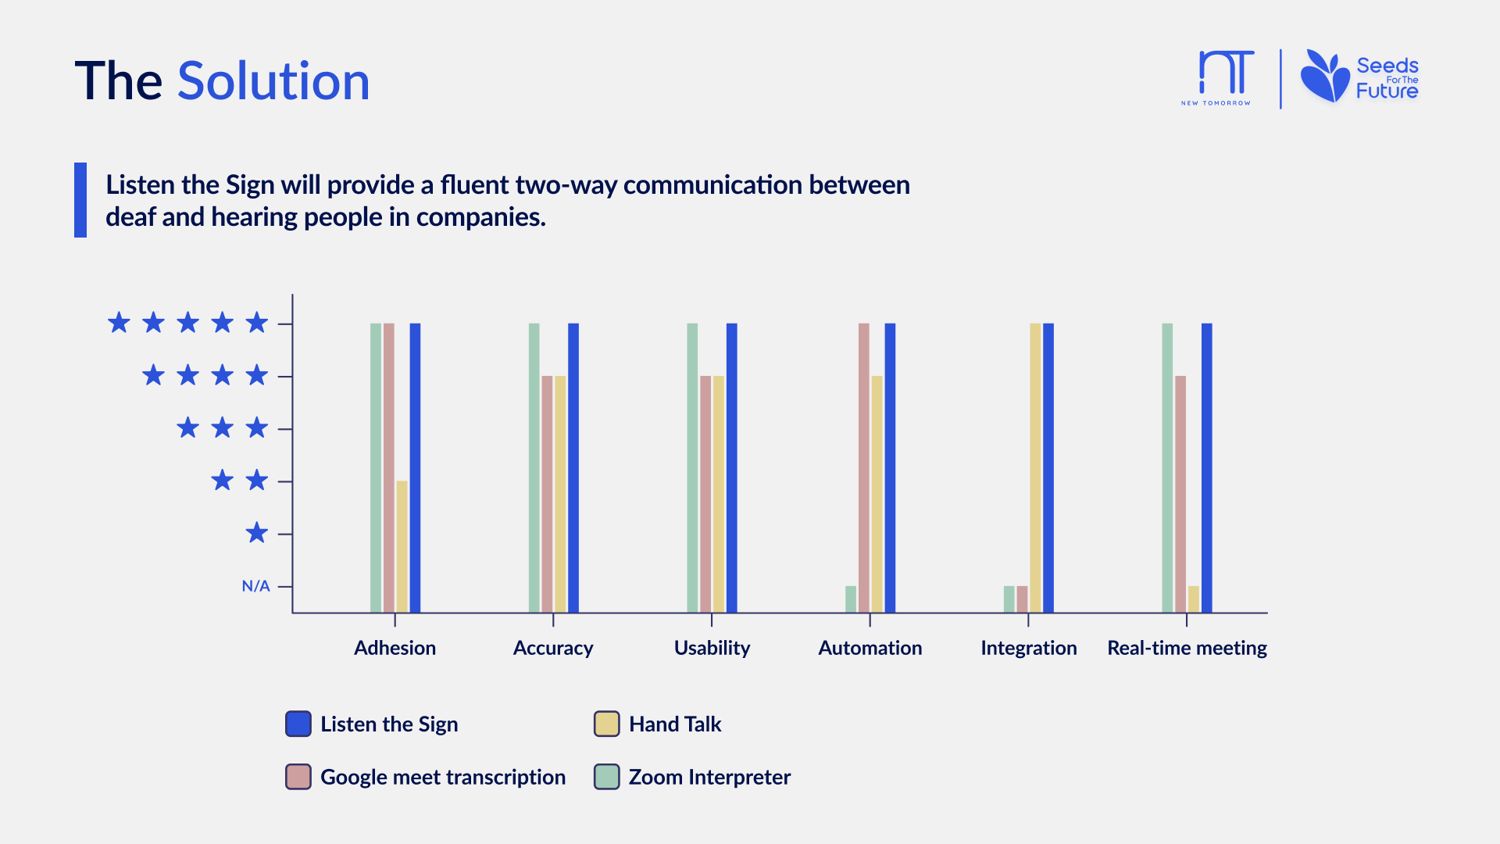 The Solution
NEW TOMORROW
Seeds
For The
Future
Listen the Sign will provide a fluent two-way communication between
deaf and hearing people in companies.
N/A
Adhesion
Accuracy
Usability
Automation
Integration
Real-time meeting
Listen the Sign
Hand Talk
Google meet transcription
Zoom Interpreter